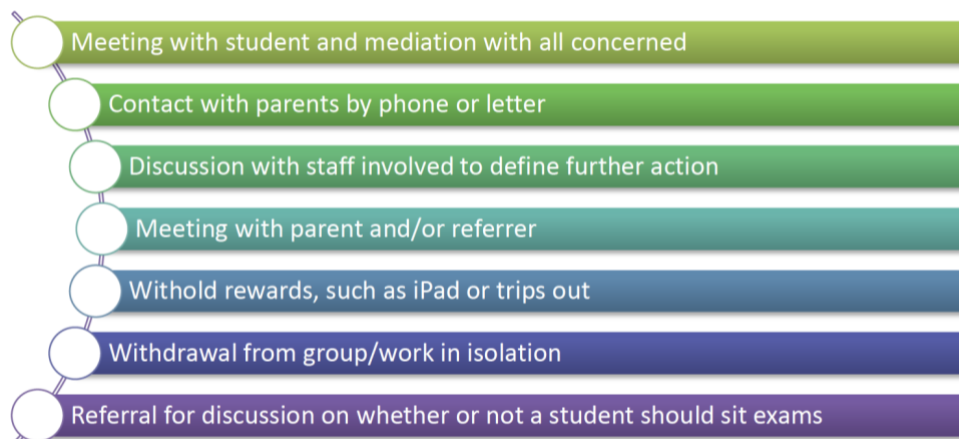 Meeting with student and mediation with all concerned
Contact with parents by phone or letter
Discussion with staff involved to define further action
Meeting with parent and/or referrer
Withold rewards, such as iPad or trips out
Withdrawal from group/work in isolation
Referral for discussion on whether or not a student should sit exams